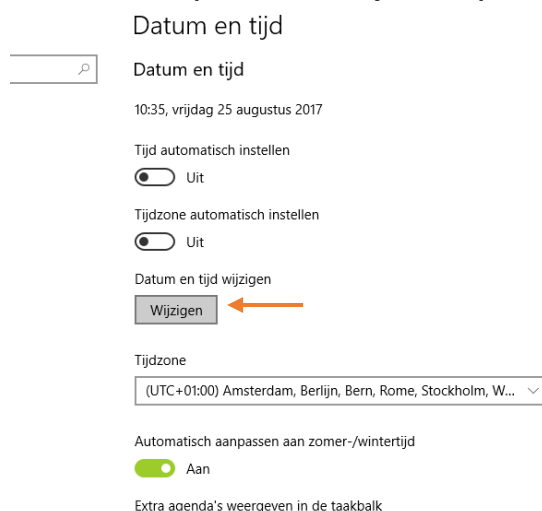 Datum en tijd
Datum en tijd
10:35, vrijdag 25 augustus 2017
Tijd automatisch instellen
Uit
Tijdzone automatisch instellen
Uit
Datum en tijd wijzigen
Wijzigen
Tijdzone
(UTC+01:00) Amsterdam, Berlijn, Bern, Rome, Stockholm, W...
Automatisch aanpassen aan zomer-/wintertijd
Aan
Extra agenda's weergeven in de taakbalk